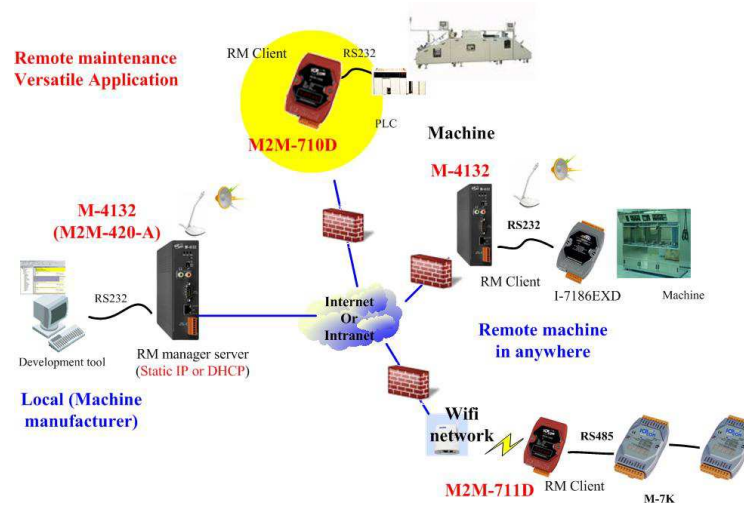 Remote maintenance
Versatile Application
RM Client
RS232
PLC
M2M-710D
Machine
M-4132
RS232
RM Client
I-7186EXD
Machine
M-4132
(M2M-420-A)
RS232
Development tool
RM manager server
(Static IP or DHCP)
Internet
Or
Intranet
Remote machine
in anywhere
Local (Machine
manufacturer)
Wifi
network
M2M-711D
RM Client
RS485
M-7K